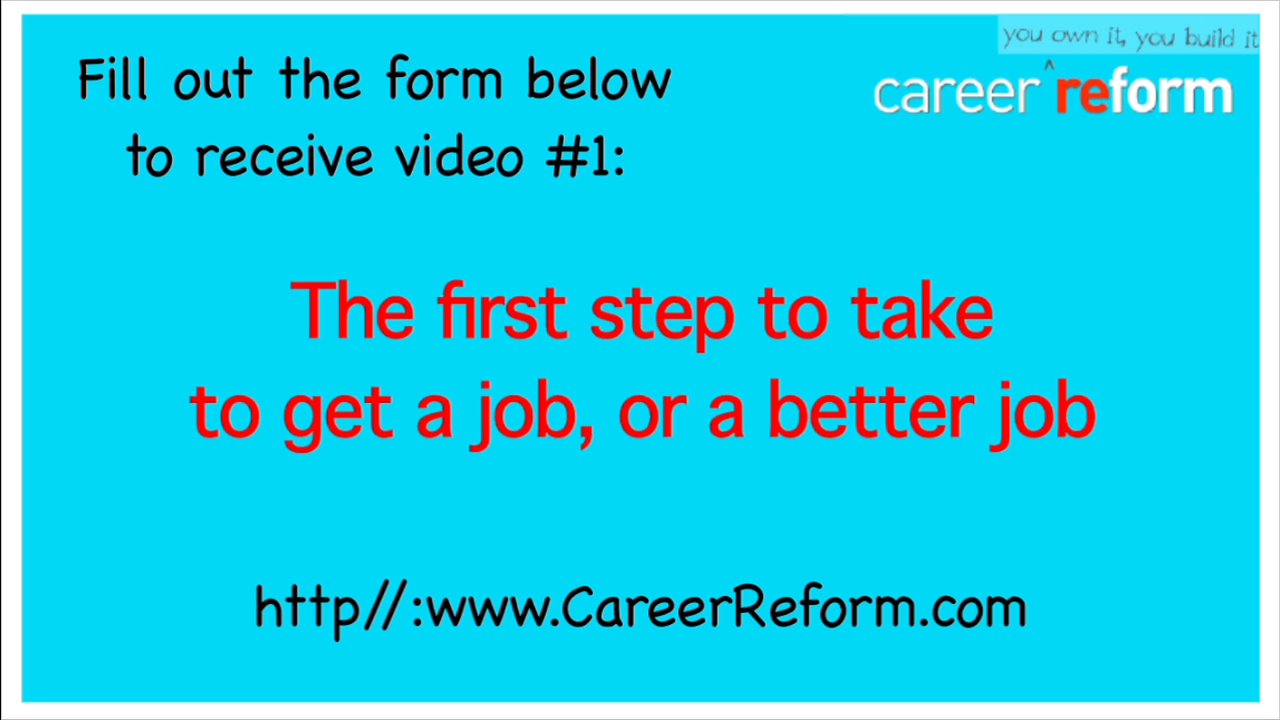 you own it, you build it
career ^ reform
Fill out the form below
to receive video #1:
The first step to take
to get a job, or a better job
http//:www.CareerReform.com